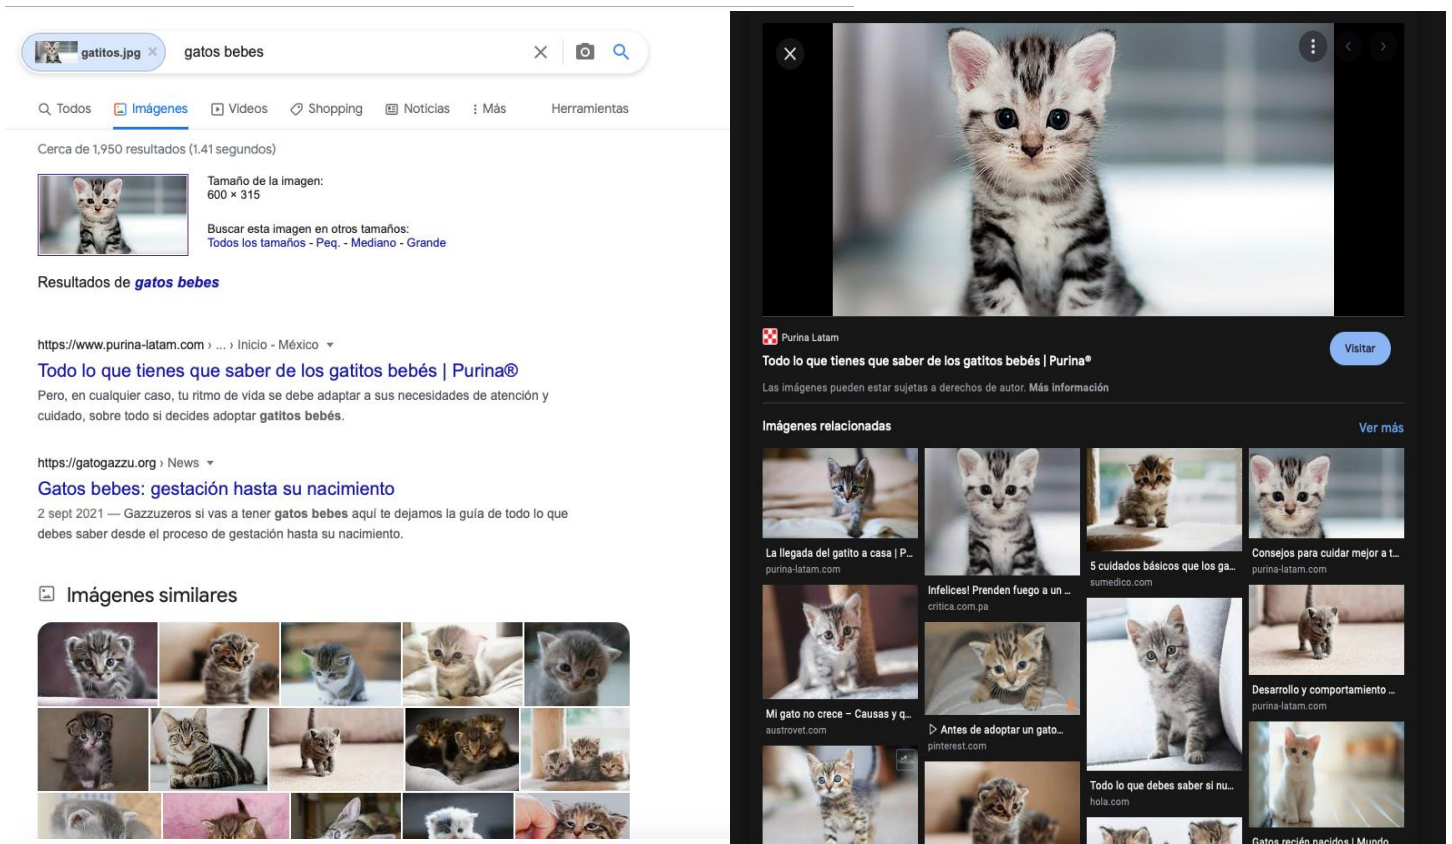 gatitos.jpg × gatos bebes
Todos Imágenes Videos Shopping Noticias Más Herramientas
Cerca de 1,950 resultados (1.41 segundos)
Tamaño de la imagen:
600 × 315
Buscar esta imagen en otros tamaños:
Todos los tamaños - Peq. - Mediano - Grande
Resultados de gatos bebes
https://www.purina-latam.com › ... › Inicio - México
Todo lo que tienes que saber de los gatitos bebés | Purina®
Pero, en cualquier caso, tu ritmo de vida se debe adaptar a sus necesidades de atención y
cuidado, sobre todo si decides adoptar gatitos bebés.
https://gatogazzu.org › News
Gatos bebes: gestación hasta su nacimiento
2 sept 2021 — Gazzuzeros si vas a tener gatos bebes aquí te dejamos la guía de todo lo que
debes saber desde el proceso de gestación hasta su nacimiento.
Imágenes similares
Purina Latam
Todo lo que tienes que saber de los gatitos bebés | Purina®
Visitar
Las imágenes pueden estar sujetas a derechos de autor. Más información
Imágenes relacionadas
Ver más
La llegada del gatito a casa | P...
purina-latam.com
Infelices! Prenden fuego a un ...
critica.com.pa
5 cuidados básicos que los ga...
sumedico.com
Consejos para cuidar mejor a t...
purina-latam.com
Mi gato no crece – Causas y q...
austrovet.com
Antes de adoptar un gato...
pinterest.com
Todo lo que debes saber si nu...
hola.com
Desarrollo y comportamiento ...
purina-latam.com
Gatos recién nacidos | Mundo